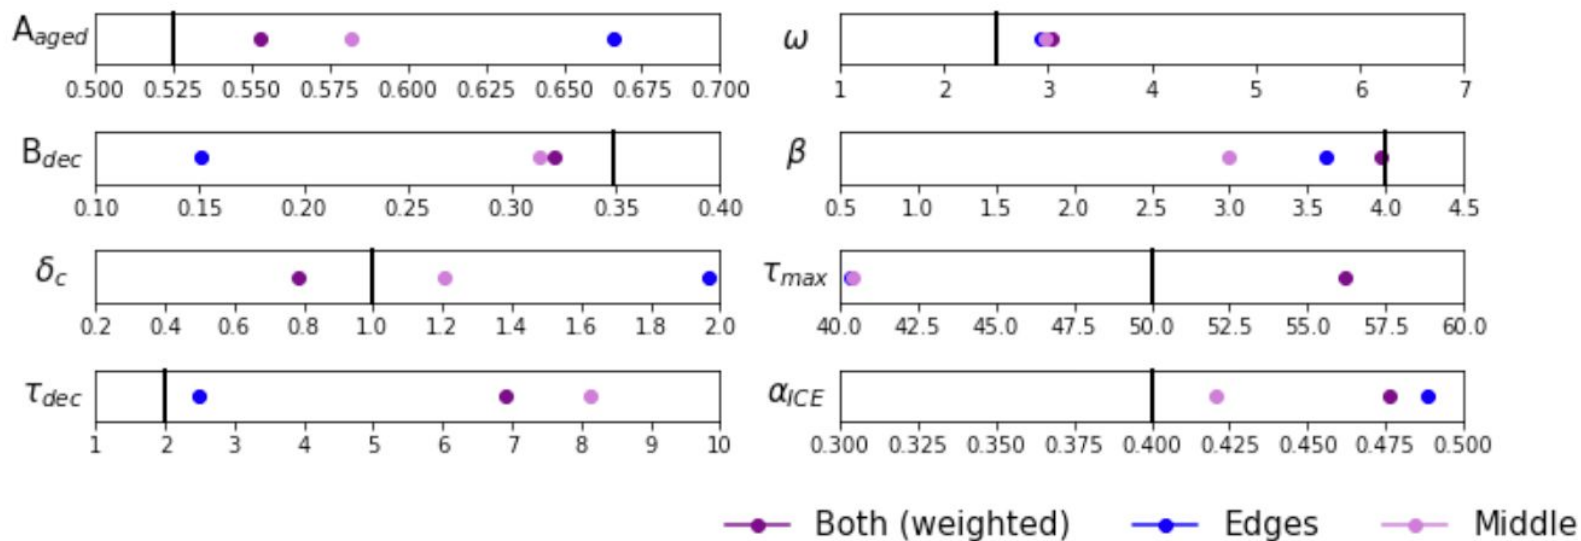 A_aged
0.500 0.525 0.550 0.575 0.600 0.625 0.650 0.675 0.700
B_dec
0.10 0.15 0.20 0.25 0.30 0.35 0.40
δ_c
0.2 0.4 0.6 0.8 1.0 1.2 1.4 1.6 1.8 2.0
τ_dec
1 2 3 4 5 6 7 8 9 10
ω
1 2 3 4 5 6 7
β
0.5 1.0 1.5 2.0 2.5 3.0 3.5 4.0 4.5
τ_max
40.0 42.5 45.0 47.5 50.0 52.5 55.0 57.5 60.0
α_ICE
0.300 0.325 0.350 0.375 0.400 0.425 0.450 0.475 0.500
Both (weighted) Edges Middle